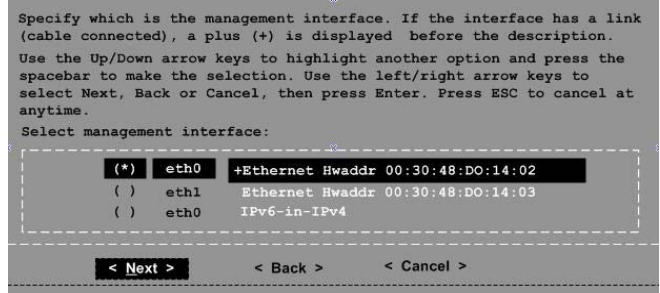 Specify which is the management interface. If the interface has a link
(cable connected), a plus (+) is displayed before the description.
Use the Up/Down arrow keys to highlight another option and press the
spacebar to make the selection. Use the left/right arrow keys to
select Next, Back or Cancel, then press Enter. Press ESC to cancel at
anytime.
Select management interface:
(*) eth0 +Ethernet Hwaddr 00:30:48:DO:14:02
( ) eth1 Ethernet Hwaddr 00:30:48:DO:14:03
( ) eth0 IPv6-in-IPv4
< Next > < Back > < Cancel >